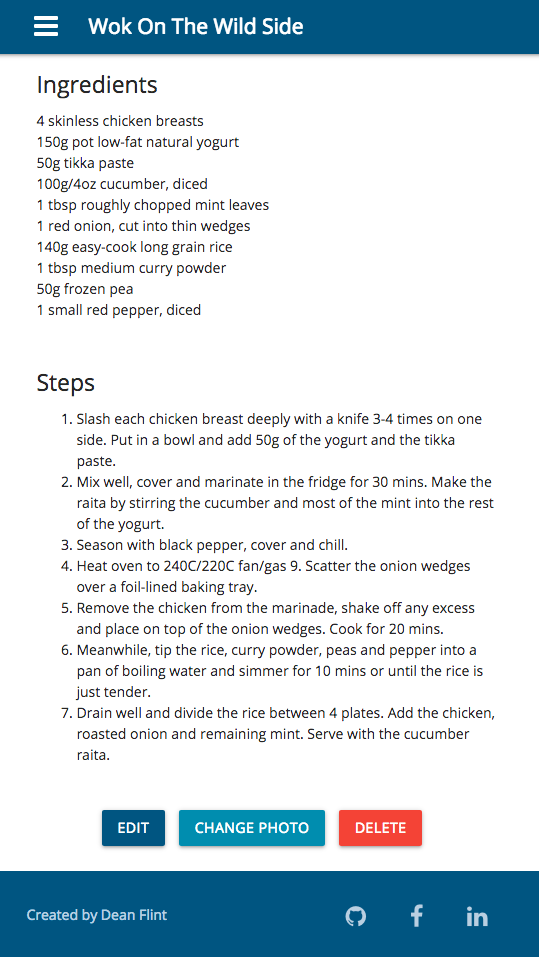 Wok On The Wild Side
Ingredients
4 skinless chicken breasts
150g pot low-fat natural yogurt
50g tikka paste
100g/4oz cucumber, diced
1 tbsp roughly chopped mint leaves
1 red onion, cut into thin wedges
140g easy-cook long grain rice
1 tbsp medium curry powder
50g frozen pea
1 small red pepper, diced
Steps
1. Slash each chicken breast deeply with a knife 3-4 times on one
side. Put in a bowl and add 50g of the yogurt and the tikka
paste.
2. Mix well, cover and marinate in the fridge for 30 mins. Make the
raita by stirring the cucumber and most of the mint into the rest
of the yogurt.
3. Season with black pepper, cover and chill.
4. Heat oven to 240C/220C fan/gas 9. Scatter the onion wedges
over a foil-lined baking tray.
5. Remove the chicken from the marinade, shake off any excess
and place on top of the onion wedges. Cook for 20 mins.
6. Meanwhile, tip the rice, curry powder, peas and pepper into a
pan of boiling water and simmer for 10 mins or until the rice is
just tender.
7. Drain well and divide the rice between 4 plates. Add the chicken,
roasted onion and remaining mint. Serve with the cucumber
raita.
EDIT CHANGE PHOTO DELETE
Created by Dean Flint